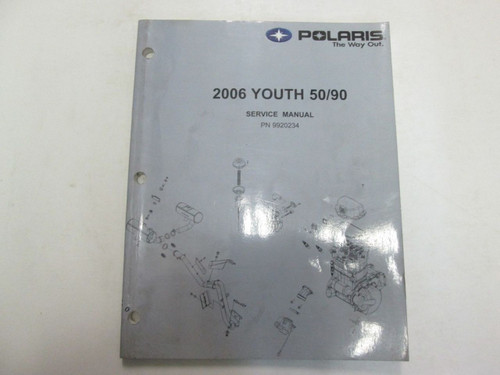 POLARIS
The Way Out.
2006 YOUTH 50/90
SERVICE MANUAL
PN 9920234